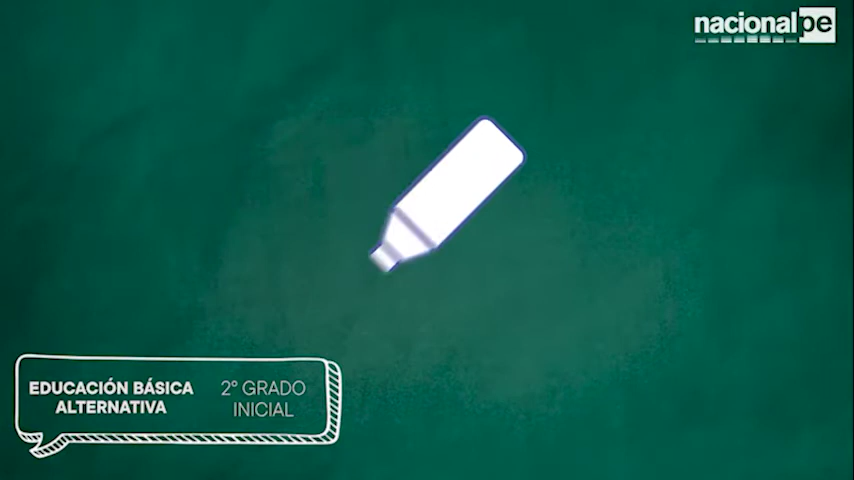 nacionalpe
EDUCACIÓN BÁSICA
ALTERNATIVA
2° GRADO
INICIAL